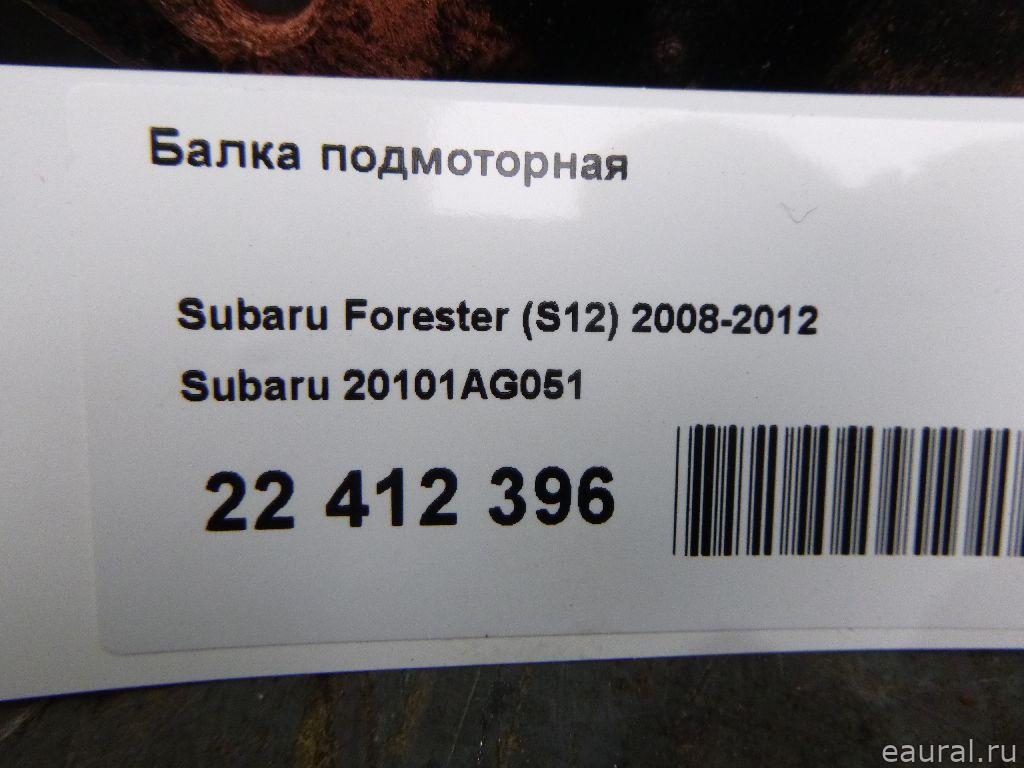 Балка подмоторная
Subaru Forester (S12) 2008-2012
Subaru 20101AG051
22 412 396
eaural.ru